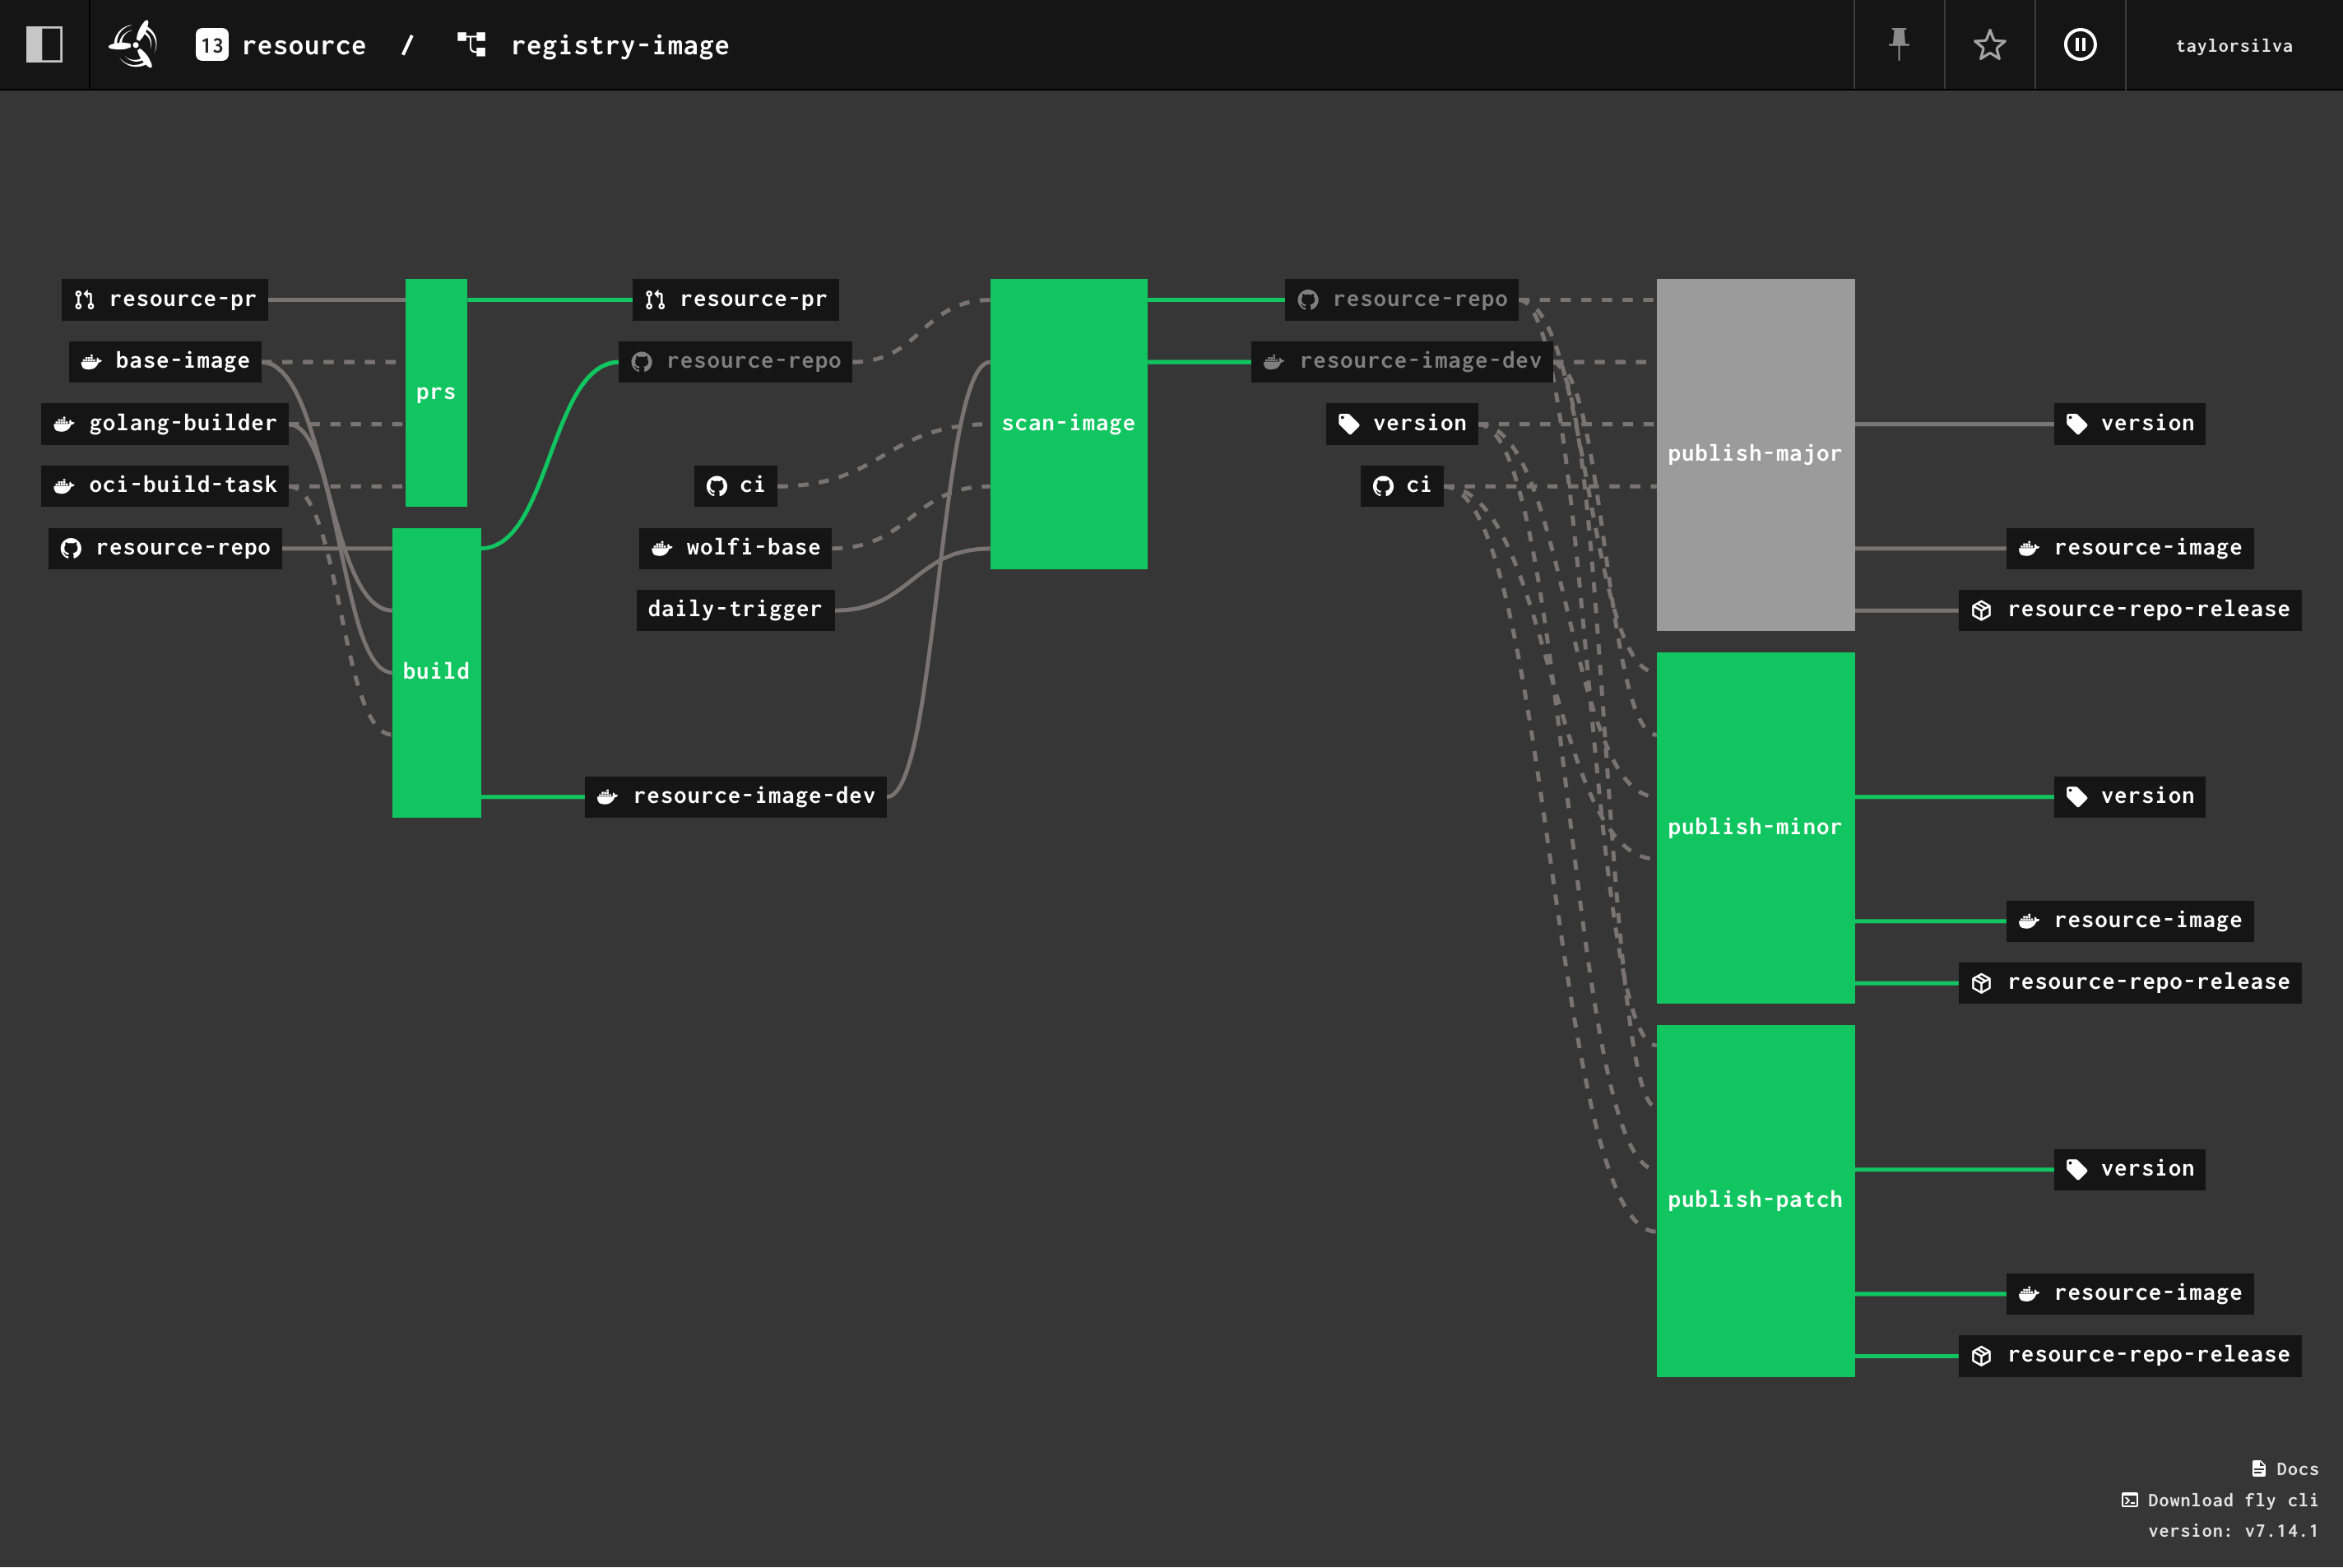 13 resource / registry-image
taylorsilva
resource-pr
base-image
golang-builder
oci-build-task
resource-repo
prs
build
resource-pr
resource-repo
ci
wolfi-base
daily-trigger
resource-image-dev
scan-image
resource-repo
resource-image-dev
version
ci
publish-major
publish-minor
publish-patch
version
resource-image
resource-repo-release
version
resource-image
resource-repo-release
version
resource-image
resource-repo-release
Docs
Download fly cli
version: v7.14.1